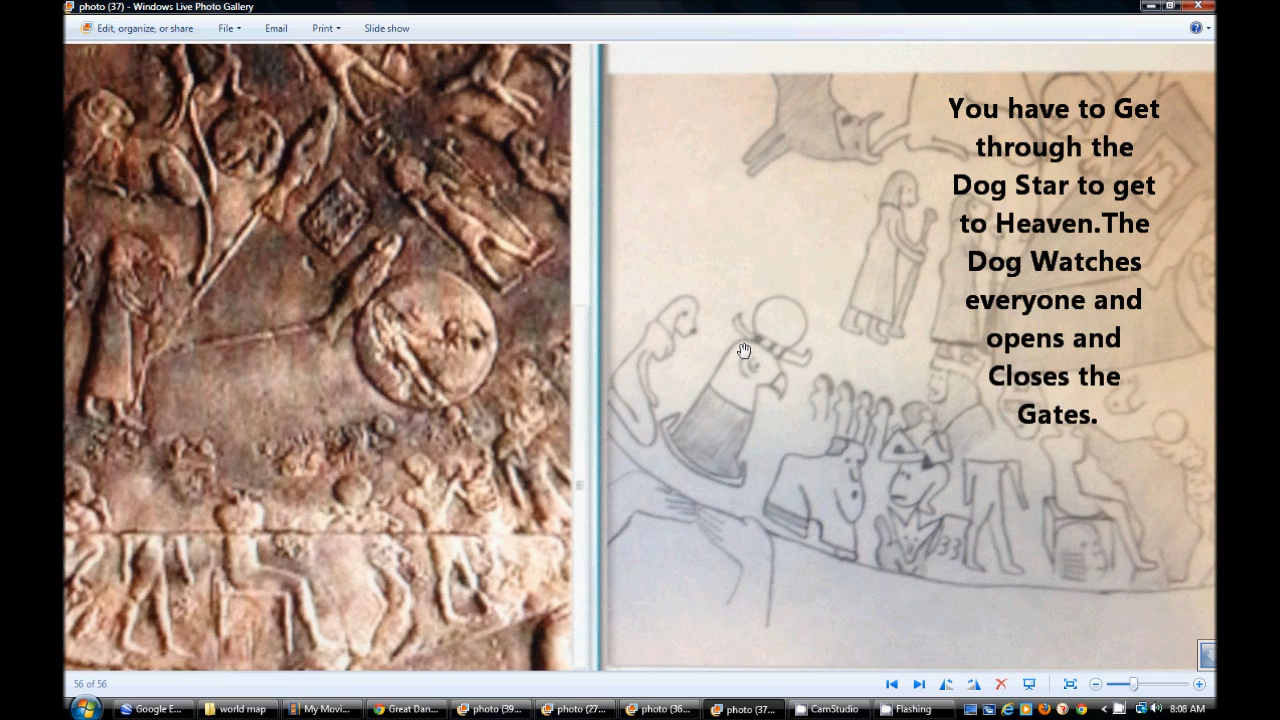 photo (37) - Windows Live Photo Gallery
Edit, organize, or share File Email Print Slide show
You have to Get
through the
Dog Star to get
to Heaven.The
Dog Watches
everyone and
opens and
Closes the
Gates.
56 of 56
Google E... world map My Movi... Great Dan... photo (39... photo (27... photo (36... photo (37... CamStudio Flashing 8:08 AM